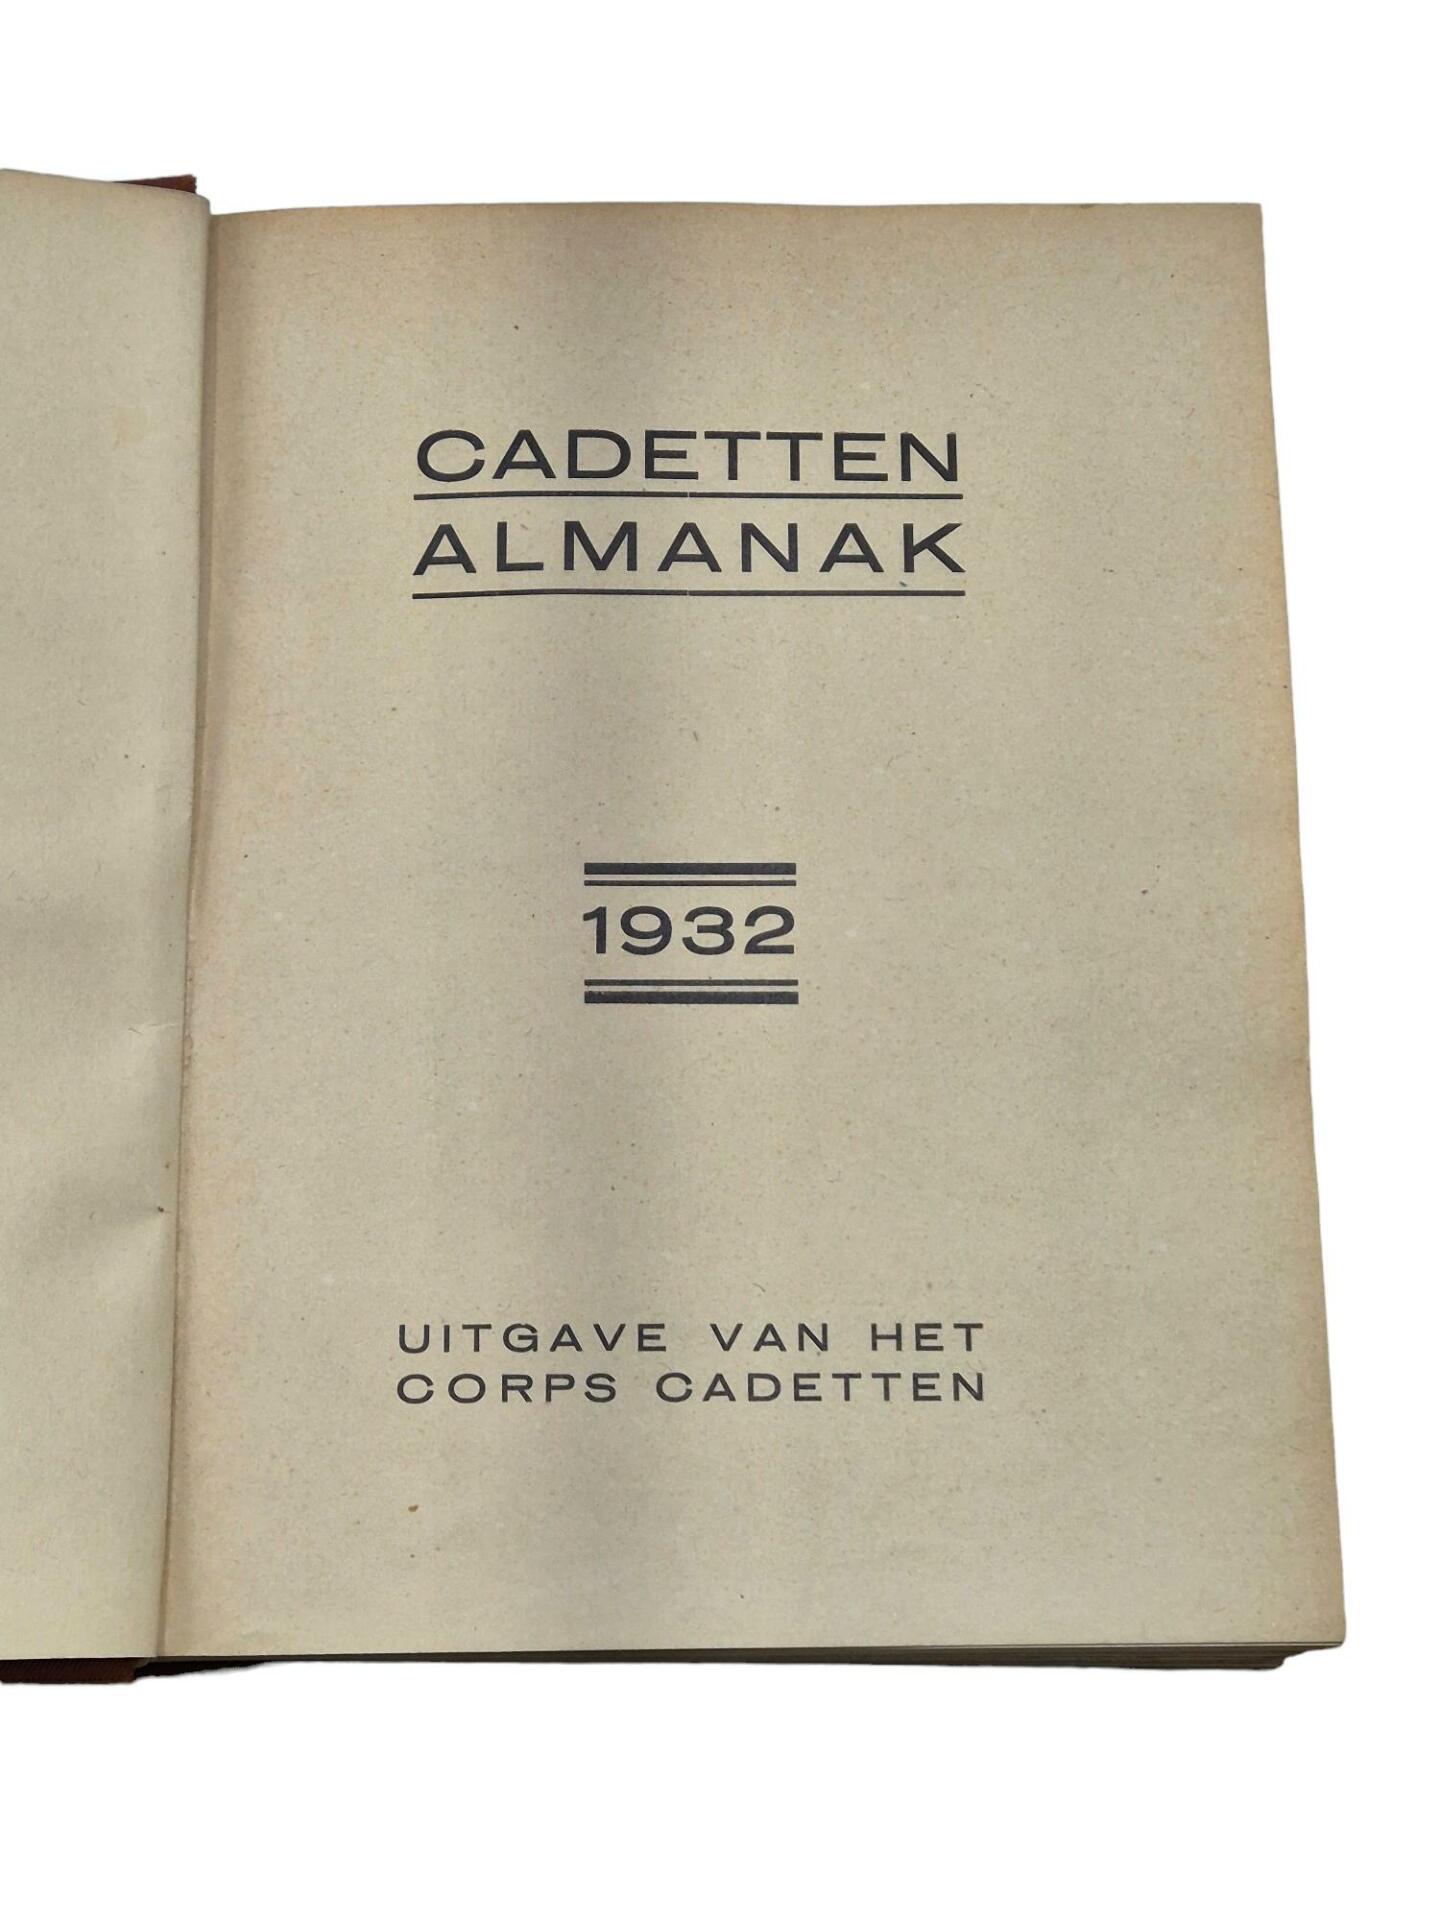 CADETTEN
ALMANAK
1932
UITGAVE VAN HET
CORPS CADETTEN